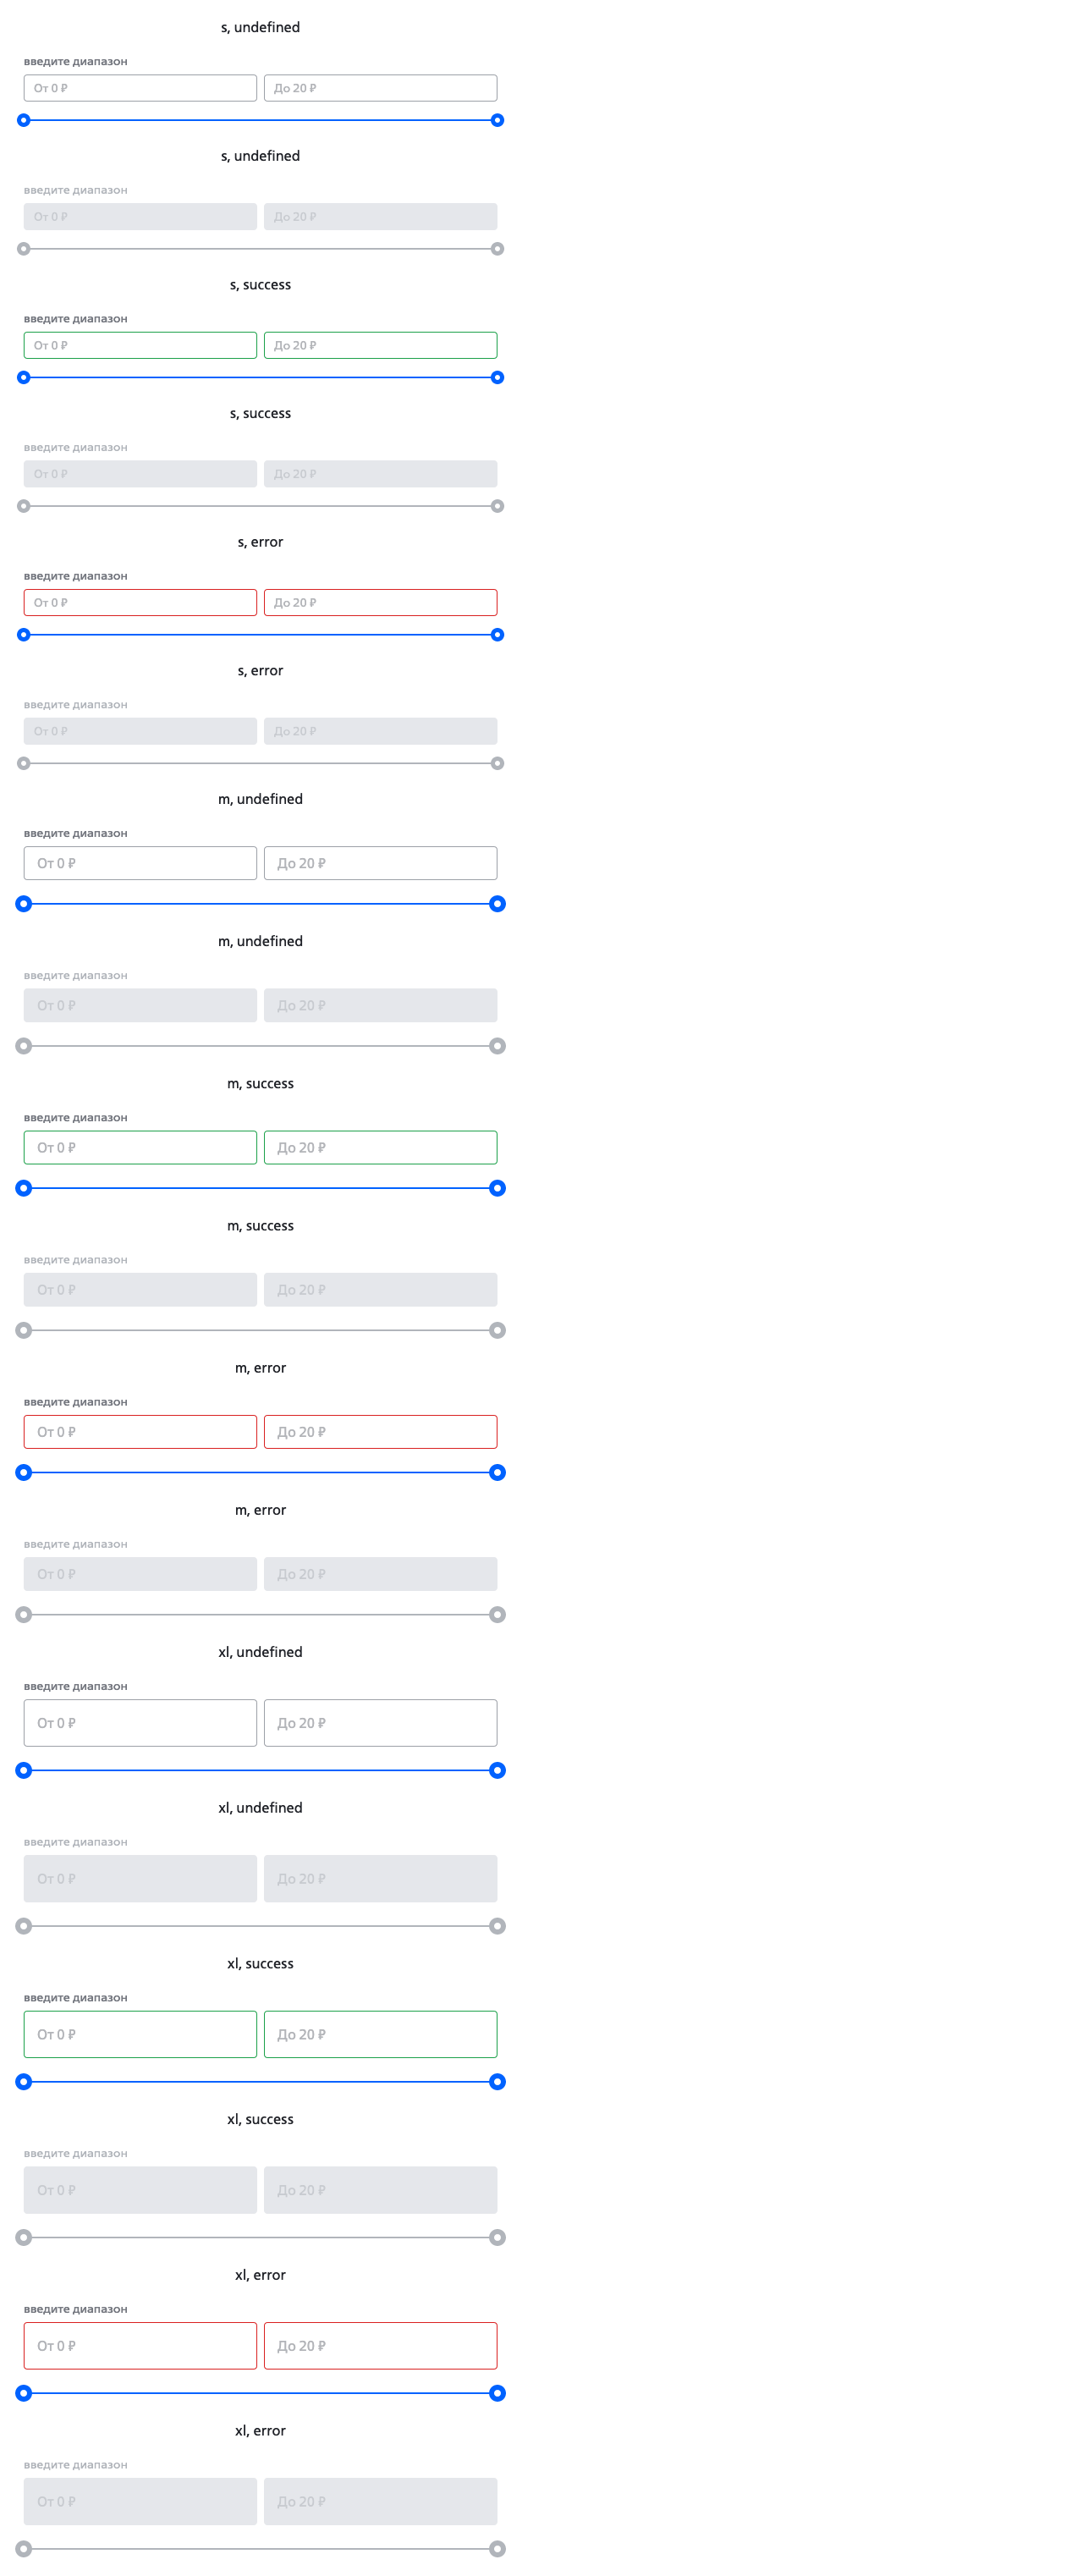 s, undefined
введите диапазон
От 0 ₽ До 20 ₽
s, undefined
введите диапазон
От 0 ₽ До 20 ₽
s, success
введите диапазон
От 0 ₽ До 20 ₽
s, success
введите диапазон
От 0 ₽ До 20 ₽
s, error
введите диапазон
От 0 ₽ До 20 ₽
s, error
введите диапазон
От 0 ₽ До 20 ₽
m, undefined
введите диапазон
От 0 ₽ До 20 ₽
m, undefined
введите диапазон
От 0 ₽ До 20 ₽
m, success
введите диапазон
От 0 ₽ До 20 ₽
m, success
введите диапазон
От 0 ₽ До 20 ₽
m, error
введите диапазон
От 0 ₽ До 20 ₽
m, error
введите диапазон
От 0 ₽ До 20 ₽
xl, undefined
введите диапазон
От 0 ₽ До 20 ₽
xl, undefined
введите диапазон
От 0 ₽ До 20 ₽
xl, success
введите диапазон
От 0 ₽ До 20 ₽
xl, success
введите диапазон
От 0 ₽ До 20 ₽
xl, error
введите диапазон
От 0 ₽ До 20 ₽
xl, error
введите диапазон
От 0 ₽ До 20 ₽